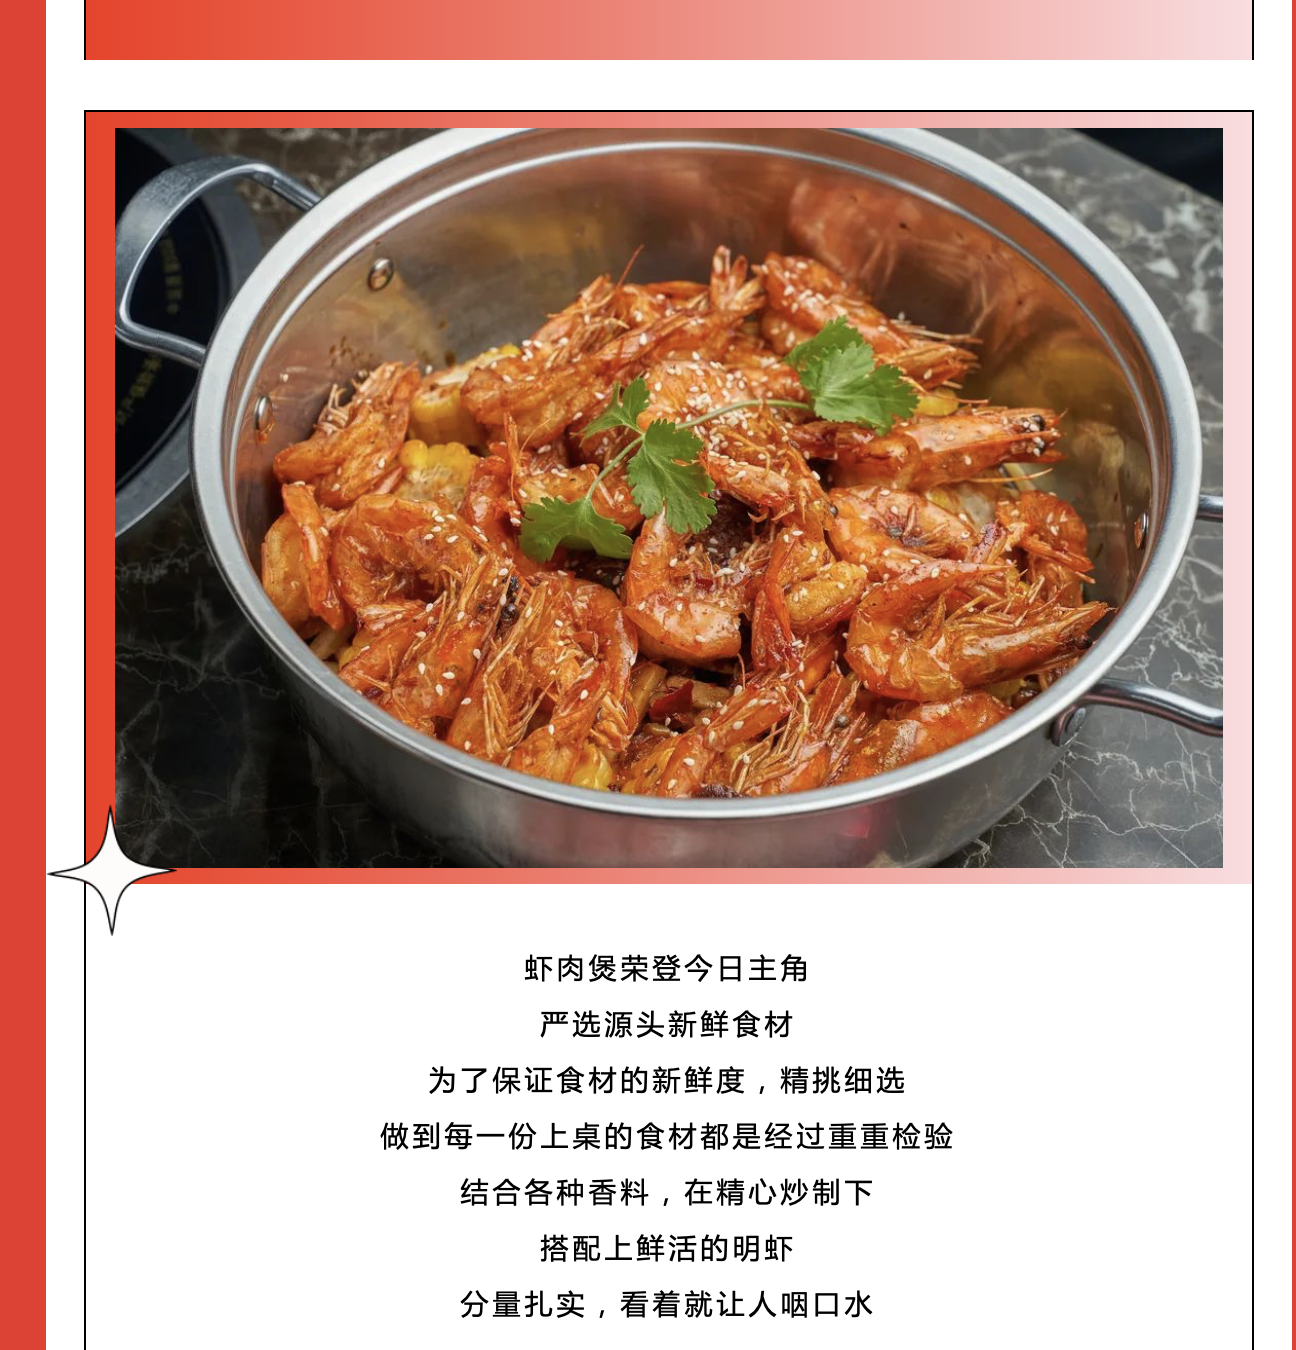 虾肉煲荣登今日主角
严选源头新鲜食材
为了保证食材的新鲜度，精挑细选
做到每一份上桌的食材都是经过重重检验
结合各种香料，在精心炒制下
搭配上鲜活的明虾
分量扎实，看着就让人咽口水